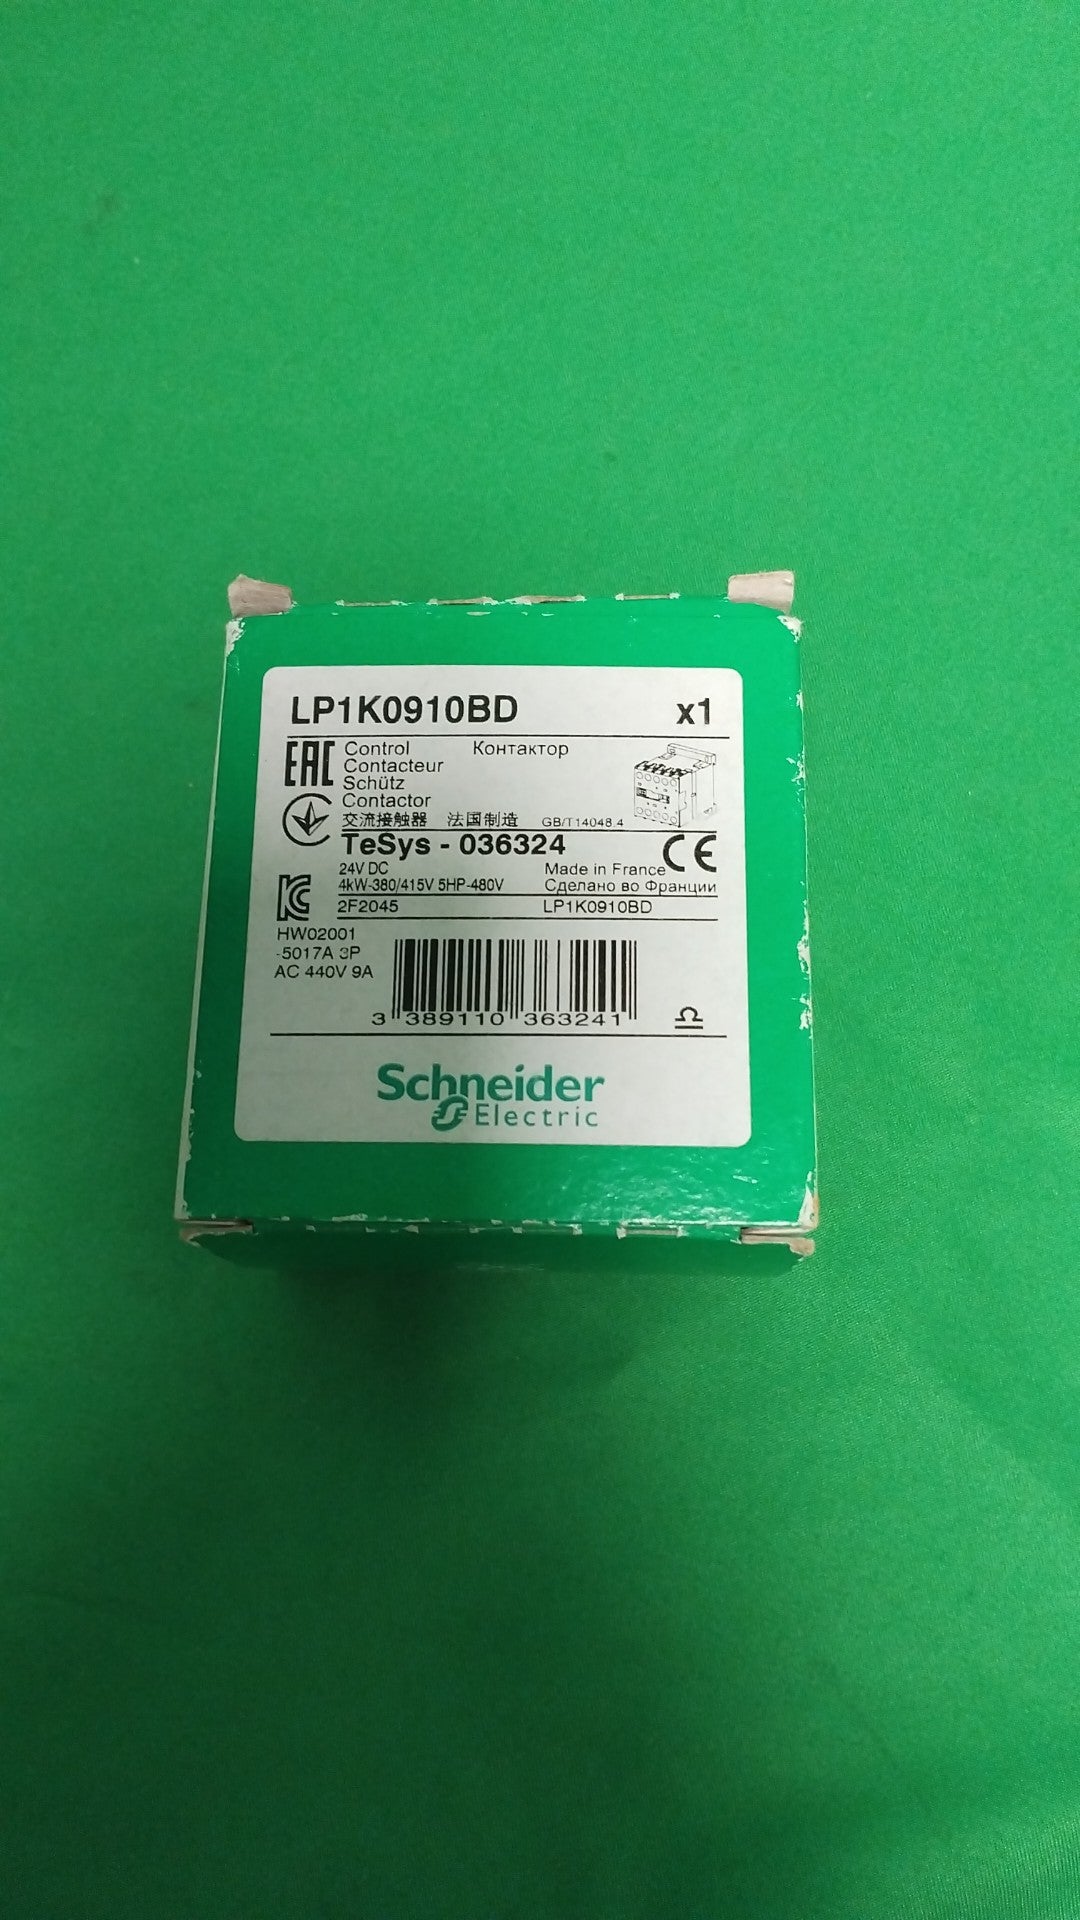 LP1K0910BD x1
EAC Control Контактор
Contacteur
Schütz
Contactor
交流接触器 法国制造 GB/T14048.4
TeSys - 036324 CE
24V DC Made in France
4kW-380/415V 5HP-480V Сделано во Франции
2F2045 LP1K0910BD
HW02001
-5017A 3P
AC 440V 9A
3 389110 363241
Schneider
Electric